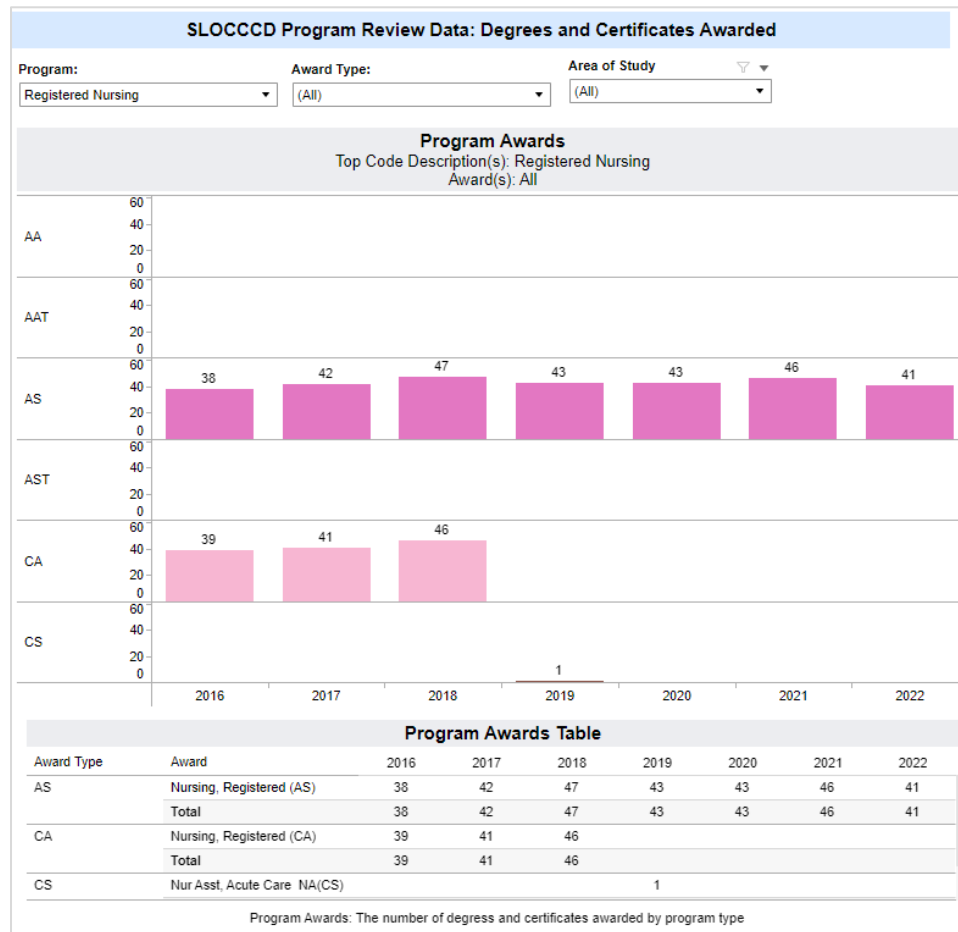 SLOCCCD Program Review Data: Degrees and Certificates Awarded
Program: Award Type: Area of Study
Registered Nursing (All) (All)
Program Awards
Top Code Description(s): Registered Nursing
Award(s): All
AA 60 40 20 0
AAT 60 40 20 0
AS 60 40 20 0 38 42 47 43 43 46 41
AST 60 40 20 0
CA 60 40 20 0 39 41 46
CS 60 40 20 0 1
2016 2017 2018 2019 2020 2021 2022
Program Awards Table
Award Type Award 2016 2017 2018 2019 2020 2021 2022
AS Nursing, Registered (AS) 38 42 47 43 43 46 41
Total 38 42 47 43 43 46 41
CA Nursing, Registered (CA) 39 41 46
Total 39 41 46
CS Nur Asst, Acute Care NA(CS) 1
Program Awards: The number of degress and certificates awarded by program type